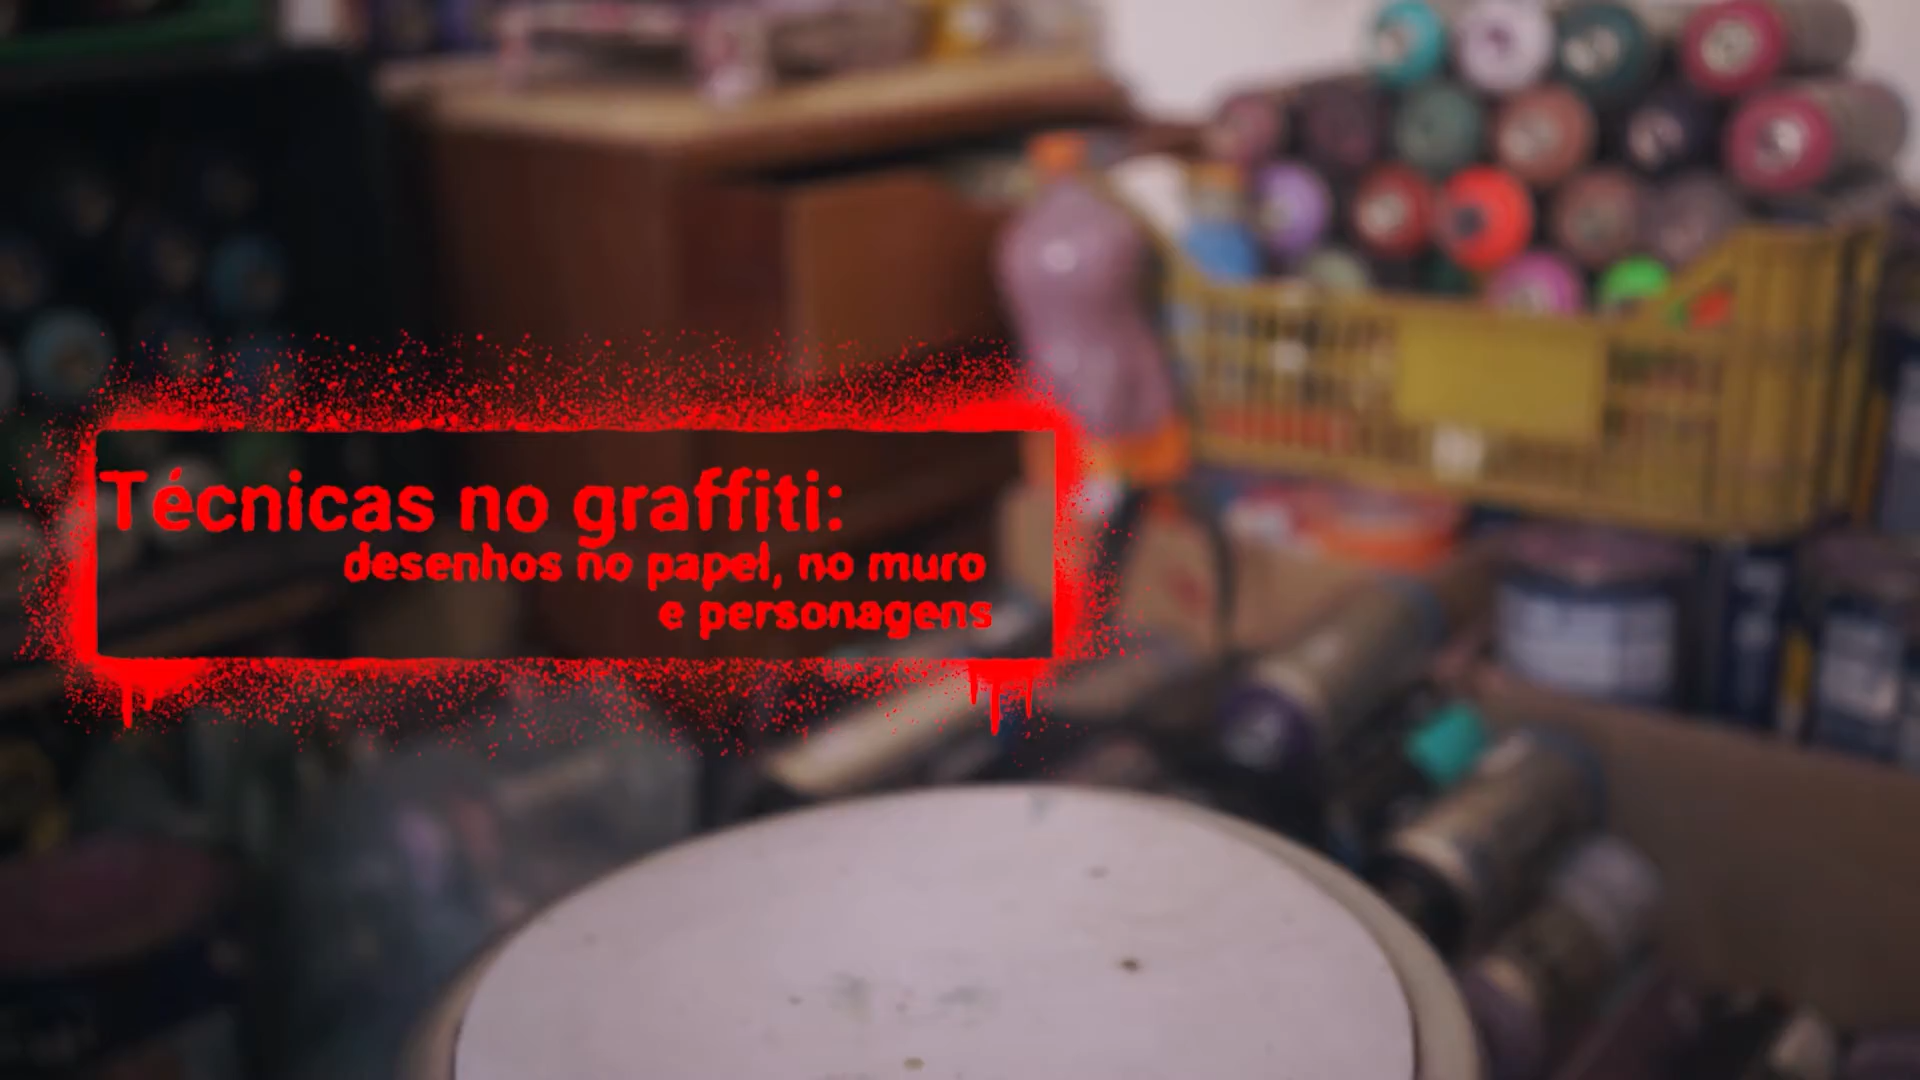 Técnicas no graffiti:
desenhos no papel, no muro
e personagens